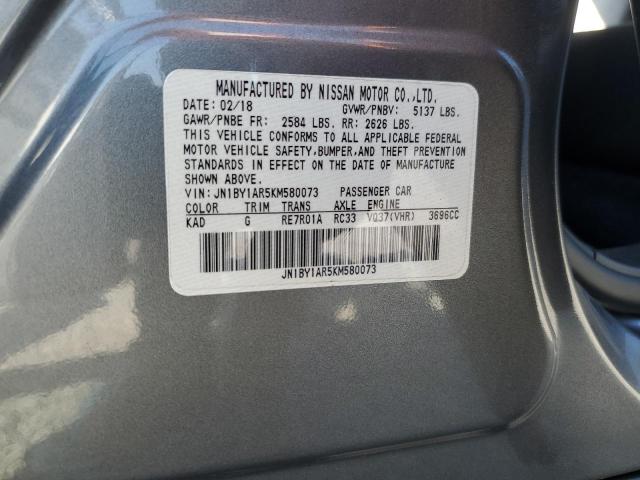 MANUFACTURED BY NISSAN MOTOR CO.,LTD.
DATE: 02/18 GVWR/PNBV: 5137 LBS.
GAWR/PNBE FR: 2584 LBS. RR: 2626 LBS.
THIS VEHICLE CONFORMS TO ALL APPLICABLE FEDERAL
MOTOR VEHICLE SAFETY,BUMPER,AND THEFT PREVENTION
STANDARDS IN EFFECT ON THE DATE OF MANUFACTURE
SHOWN ABOVE.
VIN: JN1BY1AR5KM580073 PASSENGER CAR
COLOR TRIM TRANS AXLE ENGINE
KAD G RE7R01A RC33 VQ37(VHR) 3696CC
JN1BY1AR5KM580073